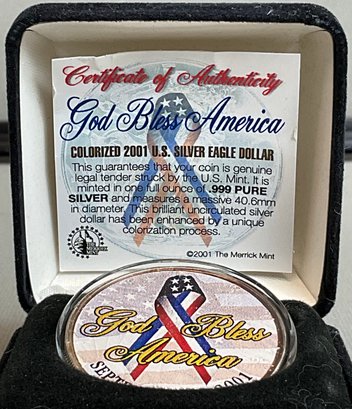 Certificate of Authenticity
God Bless America
COLORIZED 2001 U.S. SILVER EAGLE DOLLAR
This guarantees that your coin is genuine
legal tender struck by the U.S. Mint. It is
minted in one full ounce of .999 PURE
SILVER and measures a massive 40.6mm
in diameter. This brilliant uncirculated silver
dollar has been enhanced by a unique
colorization process.
©2001 The Merrick Mint
God Bless
America
2001